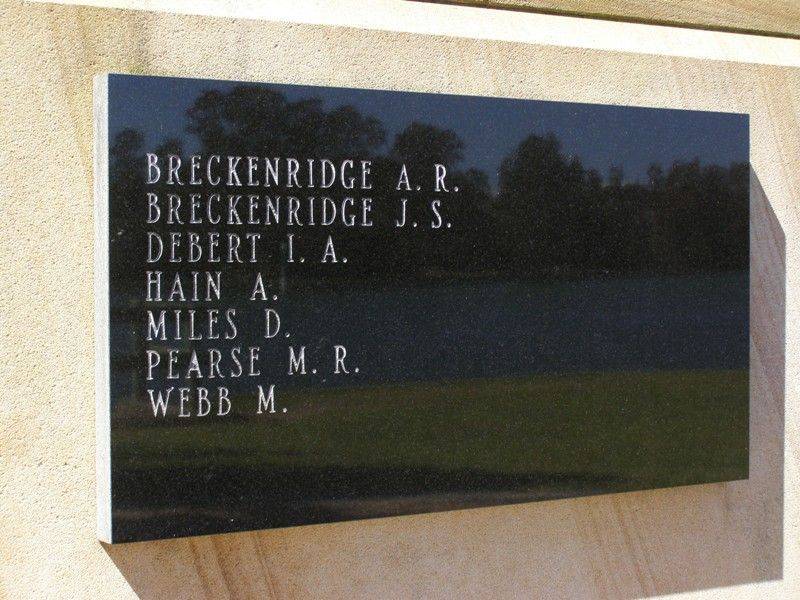 BRECKENRIDGE A. R.
BRECKENRIDGE J. S.
DEBERT I. A.
HAIN A.
MILES D.
PEARSE M. R.
WEBB M.